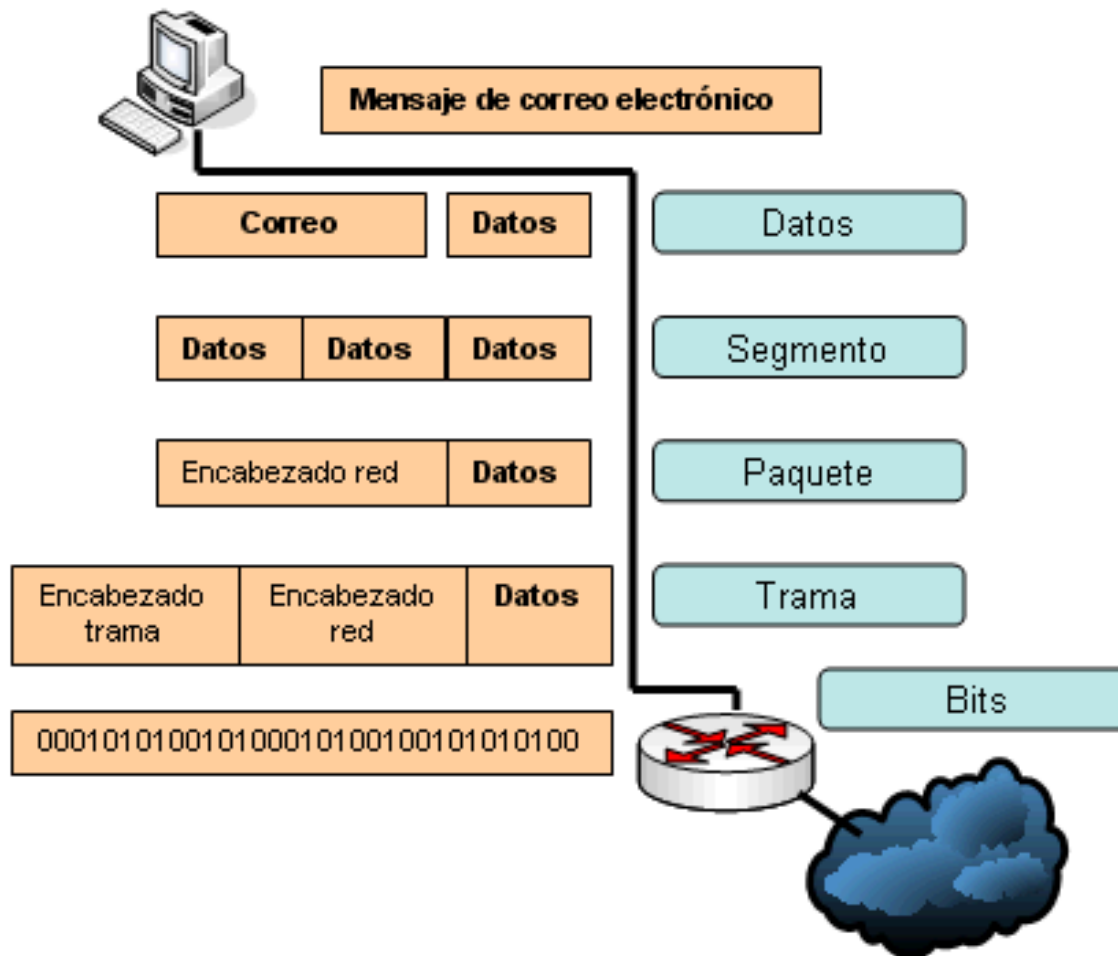 Mensaje de correo electrónico
Correo Datos Datos
Datos Datos Datos Segmento
Encabezado red Datos Paquete
Encabezado trama Encabezado red Datos Trama
Bits
000101010010100010100100101010100